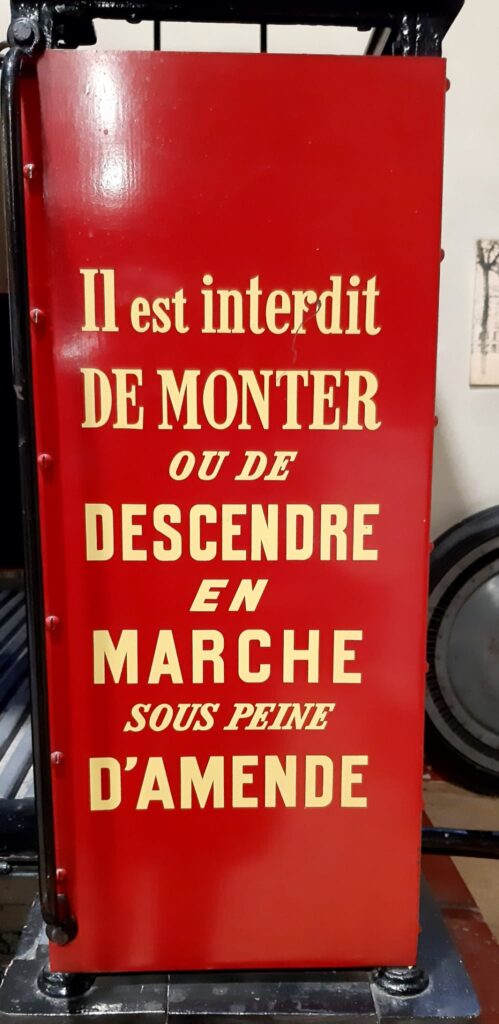 Il est interdit
DE MONTER
OU DE
DESCENDRE
EN
MARCHE
SOUS PEINE
D'AMENDE